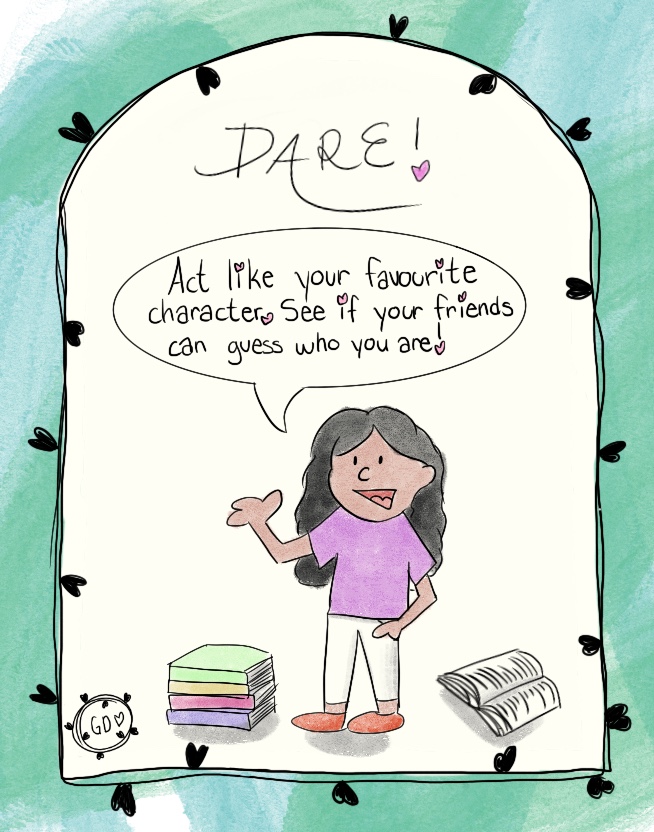 DARE!
Act like your favourite
character. See if your friends
can guess who you are!
GD